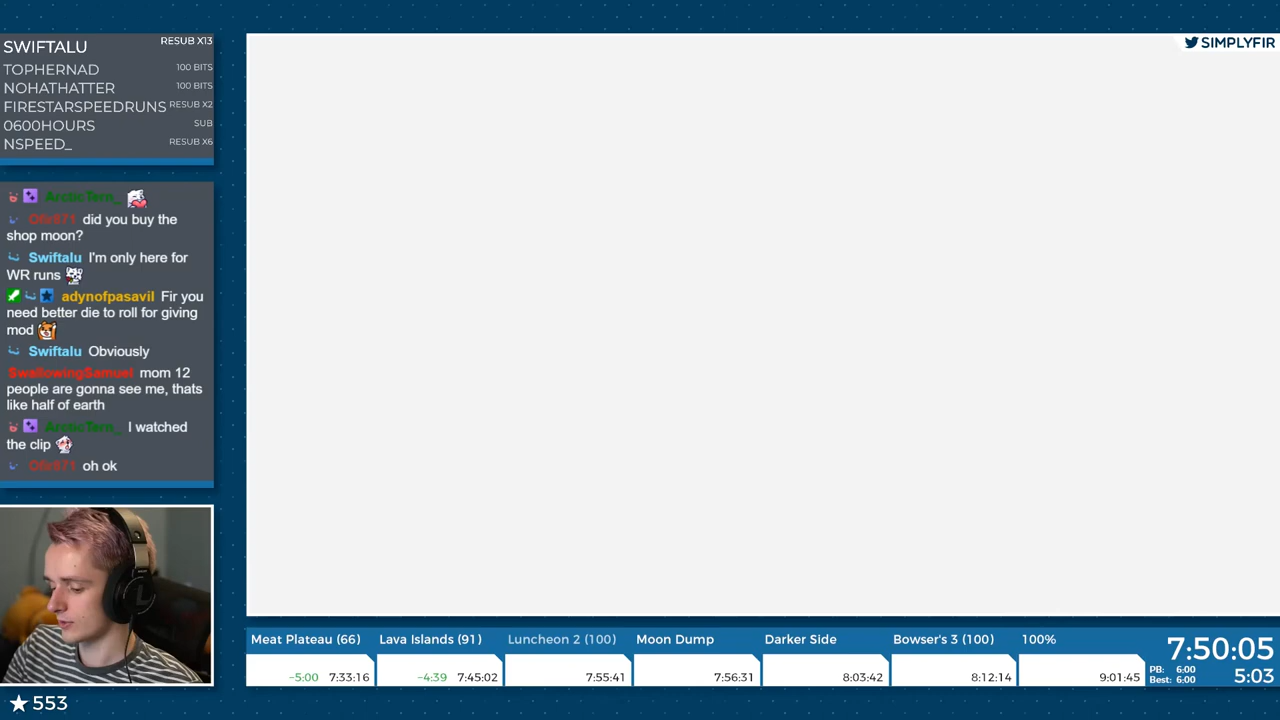 SWIFTALU RESUB X13
TOPHERNAD 100 BITS
NOHATHATTER 100 BITS
FIRESTARSPEEDRUNS RESUB X2
0600HOURS SUB
NSPEED_ RESUB X6
ArcticTern_
did you buy the
shop moon?
Swiftalu I'm only here for
WR runs
adynofpasavil Fir you
need better die to roll for giving
mod
Swiftalu Obviously
SwallowingSamuel mom 12
people are gonna see me, thats
like half of earth
ArcticTern_ I watched
the clip
oh ok
553
SIMPLYFIR
Meat Plateau (66) Lava Islands (91) Luncheon 2 (100) Moon Dump Darker Side Bowser's 3 (100) 100%
−5:00 7:33:16 −4:39 7:45:02 7:55:41 7:56:31 8:03:42 8:12:14 9:01:45
7:50:05
PB: 6:00
Best: 6:00
5:03